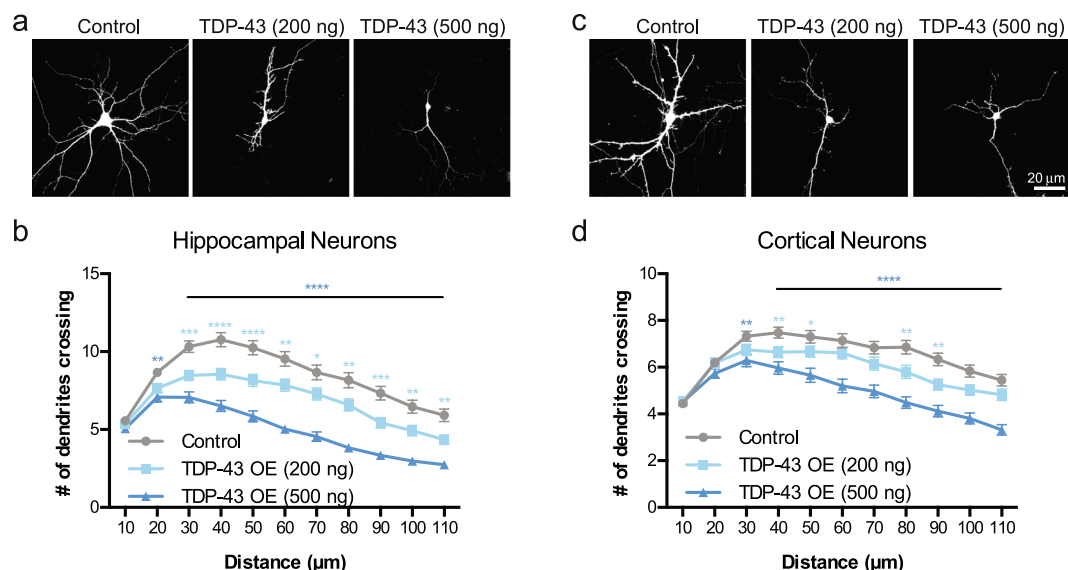 a
Control
TDP-43 (200 ng)
TDP-43 (500 ng)
c
Control
TDP-43 (200 ng)
TDP-43 (500 ng)
20 µm
b
Hippocampal Neurons
# of dendrites crossing
15
10
5
0
****
** *** **** **** ** * ** *** ** **
Control
TDP-43 OE (200 ng)
TDP-43 OE (500 ng)
10 20 30 40 50 60 70 80 90 100 110
Distance (µm)
d
Cortical Neurons
# of dendrites crossing
10
8
6
4
2
0
****
** ** * ** **
Control
TDP-43 OE (200 ng)
TDP-43 OE (500 ng)
10 20 30 40 50 60 70 80 90 100 110
Distance (µm)